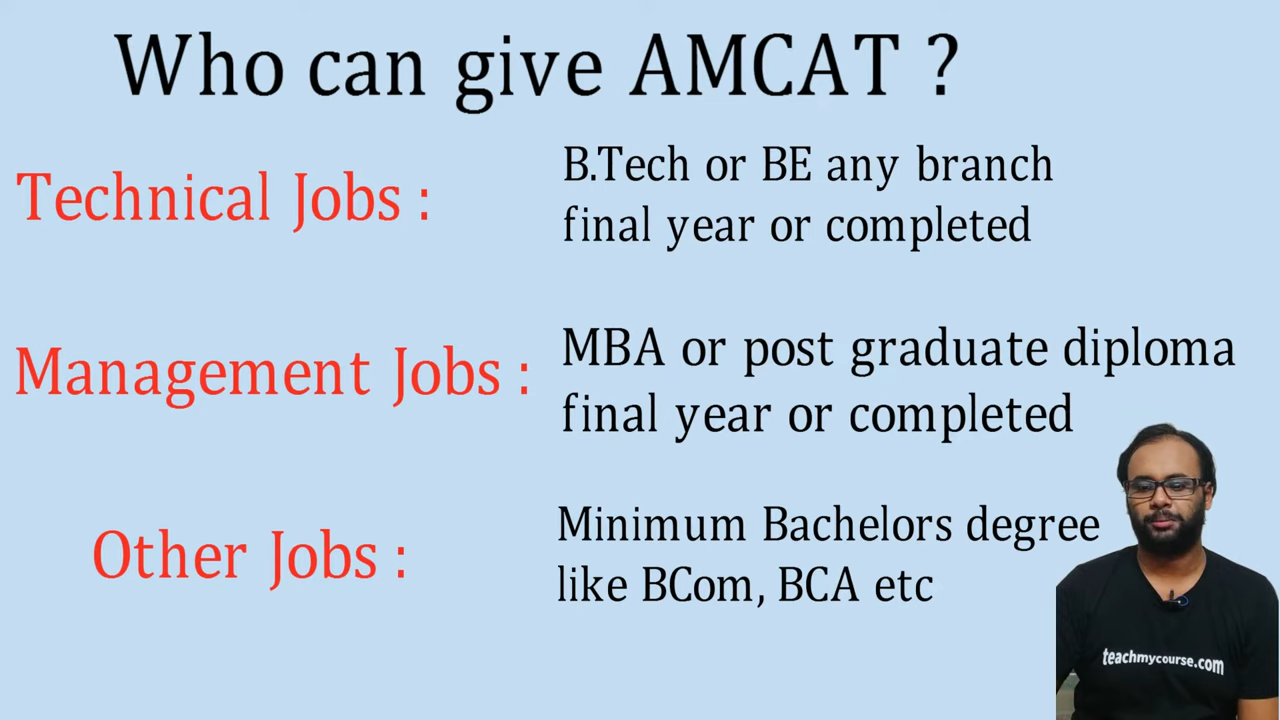 Who can give AMCAT ?
Technical Jobs :
B.Tech or BE any branch
final year or completed
Management Jobs :
MBA or post graduate diploma
final year or completed
Other Jobs :
Minimum Bachelors degree
like BCom, BCA etc
teachmycourse.com